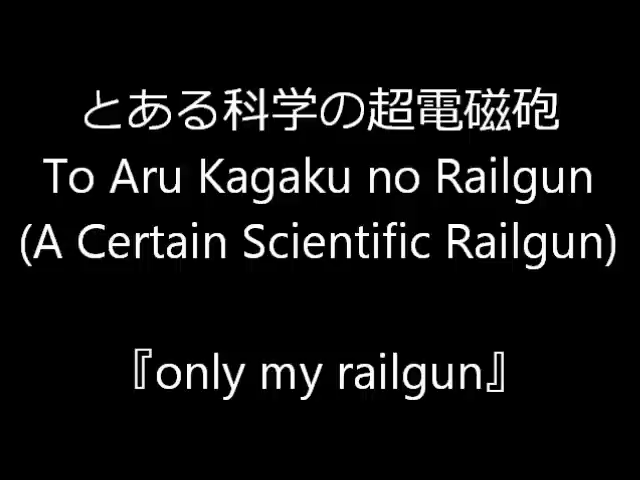 とある科学の超電磁砲
To Aru Kagaku no Railgun
(A Certain Scientific Railgun)
『only my railgun』